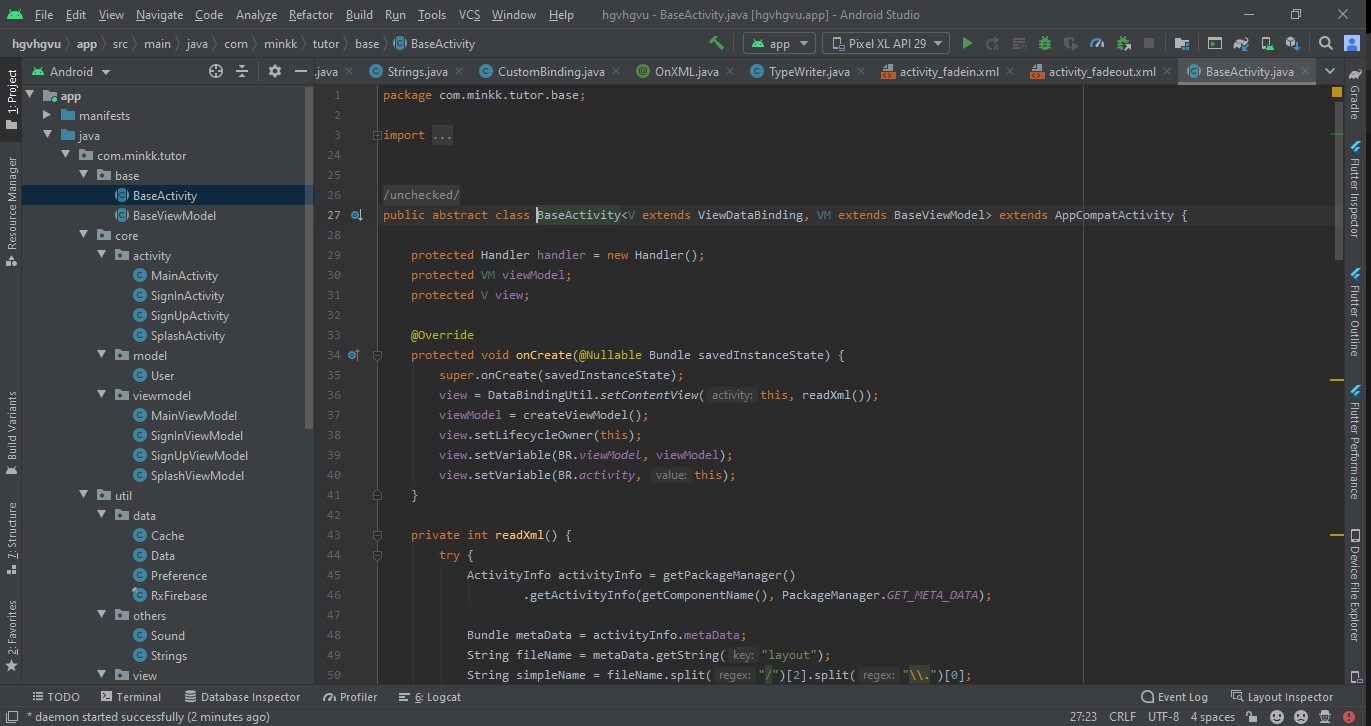 File Edit View Navigate Code Analyze Refactor Build Run Tools VCS Window Help hgvhgvu - BaseActivity.java [hgvhgvu.app] - Android Studio
hgvhgvu app src main java com minkk tutor base BaseActivity app Pixel XL API 29
Android .java Strings.java CustomBinding.java OnXML.java TypeWriter.java activity_fadein.xml activity_fadeout.xml BaseActivity.java
1: Project
Resource Manager
Build Variants
7: Structure
2: Favorites
app
manifests
java
com.minkk.tutor
base
BaseActivity
BaseViewModel
core
activity
MainActivity
SignInActivity
SignUpActivity
SplashActivity
model
User
viewmodel
MainViewModel
SignInViewModel
SignUpViewModel
SplashViewModel
util
data
Cache
Data
Preference
RxFirebase
others
Sound
Strings
view
1 package com.minkk.tutor.base;
2
3 import ...
24
25
26 /unchecked/
27 public abstract class BaseActivity<V extends ViewDataBinding, VM extends BaseViewModel> extends AppCompatActivity {
28
29 protected Handler handler = new Handler();
30 protected VM viewModel;
31 protected V view;
32
33 @Override
34 protected void onCreate(@Nullable Bundle savedInstanceState) {
35 super.onCreate(savedInstanceState);
36 view = DataBindingUtil.setContentView( activity: this, readXml());
37 viewModel = createViewModel();
38 view.setLifecycleOwner(this);
39 view.setVariable(BR.viewModel, viewModel);
40 view.setVariable(BR.activity, value: this);
41 }
42
43 private int readXml() {
44 try {
45 ActivityInfo activityInfo = getPackageManager()
46 .getActivityInfo(getComponentName(), PackageManager.GET_META_DATA);
47
48 Bundle metaData = activityInfo.metaData;
49 String fileName = metaData.getString( key: "layout");
50 String simpleName = fileName.split( regex: "/")[2].split( regex: "\\.")[0];
Gradle
Flutter Inspector
Flutter Outline
Flutter Performance
Device File Explorer
TODO Terminal Database Inspector Profiler 6: Logcat Event Log Layout Inspector
* daemon started successfully (2 minutes ago) 27:23 CRLF UTF-8 4 spaces